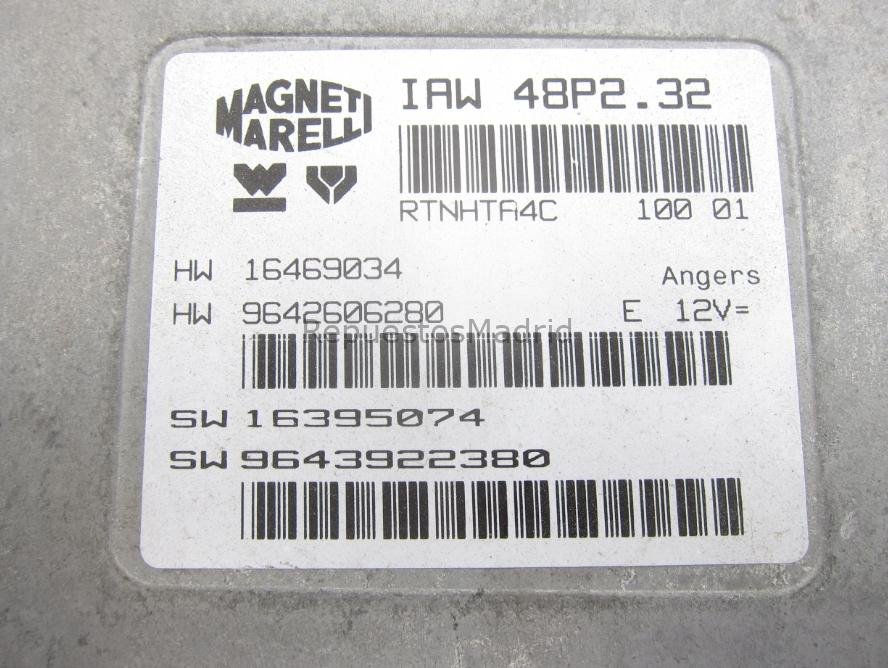 MAGNETI
MARELLI
IAW 48P2.32
RTNHTA4C 100 01
HW 16469034
Angers
HW 9642606280
E 12V=
RepuestosMadrid
SW 16395074
SW 9643922380